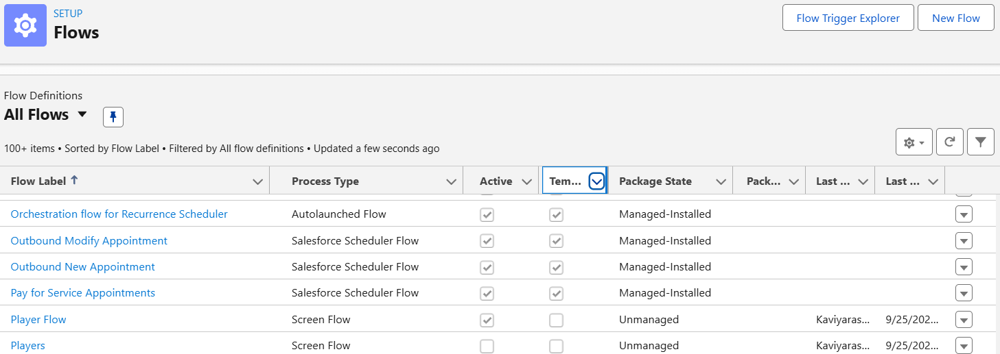 SETUP
Flows
Flow Trigger Explorer New Flow
Flow Definitions
All Flows
100+ items • Sorted by Flow Label • Filtered by All flow definitions • Updated a few seconds ago
Flow Label Process Type Active Tem... Package State Pack... Last ... Last ...
Orchestration flow for Recurrence Scheduler Autolaunched Flow Managed-Installed
Outbound Modify Appointment Salesforce Scheduler Flow Managed-Installed
Outbound New Appointment Salesforce Scheduler Flow Managed-Installed
Pay for Service Appointments Salesforce Scheduler Flow Managed-Installed
Player Flow Screen Flow Unmanaged Kaviyaras... 9/25/202...
Players Screen Flow Unmanaged Kaviyaras... 9/25/202...